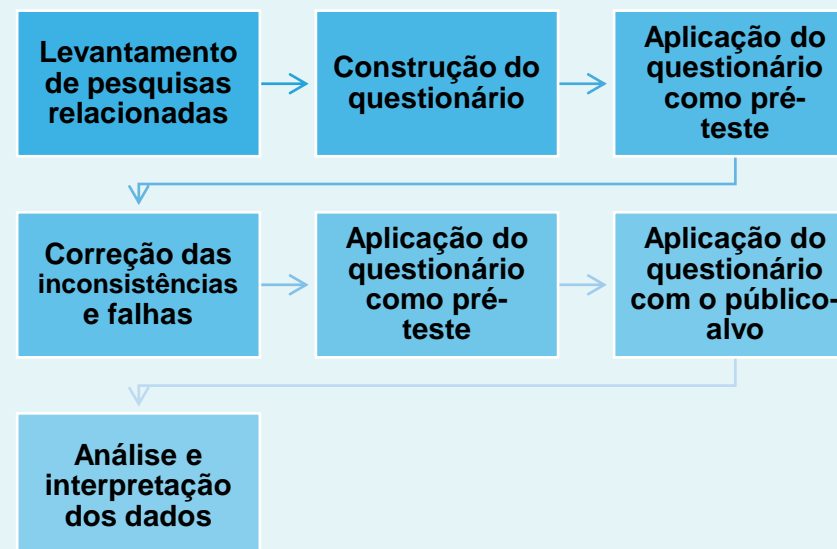 Levantamento
de pesquisas
relacionadas
Construção do
questionário
Aplicação do
questionário
como pré-
teste
Correção das
inconsistências
e falhas
Aplicação do
questionário
como pré-
teste
Aplicação do
questionário
com o público-
alvo
Análise e
interpretação
dos dados